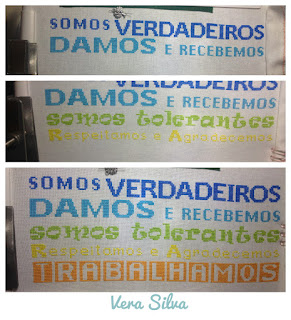 SOMOS VERDADEIROS
DAMOS E RECEBEMOS
DAMOS E RECEBEMOS
somos tolerantes
Respeitamos e Agradecemos
SOMOS VERDADEIROS
DAMOS E RECEBEMOS
somos tolerantes
Respeitamos e Agradecemos
TRABALHAMOS
Vera Silva